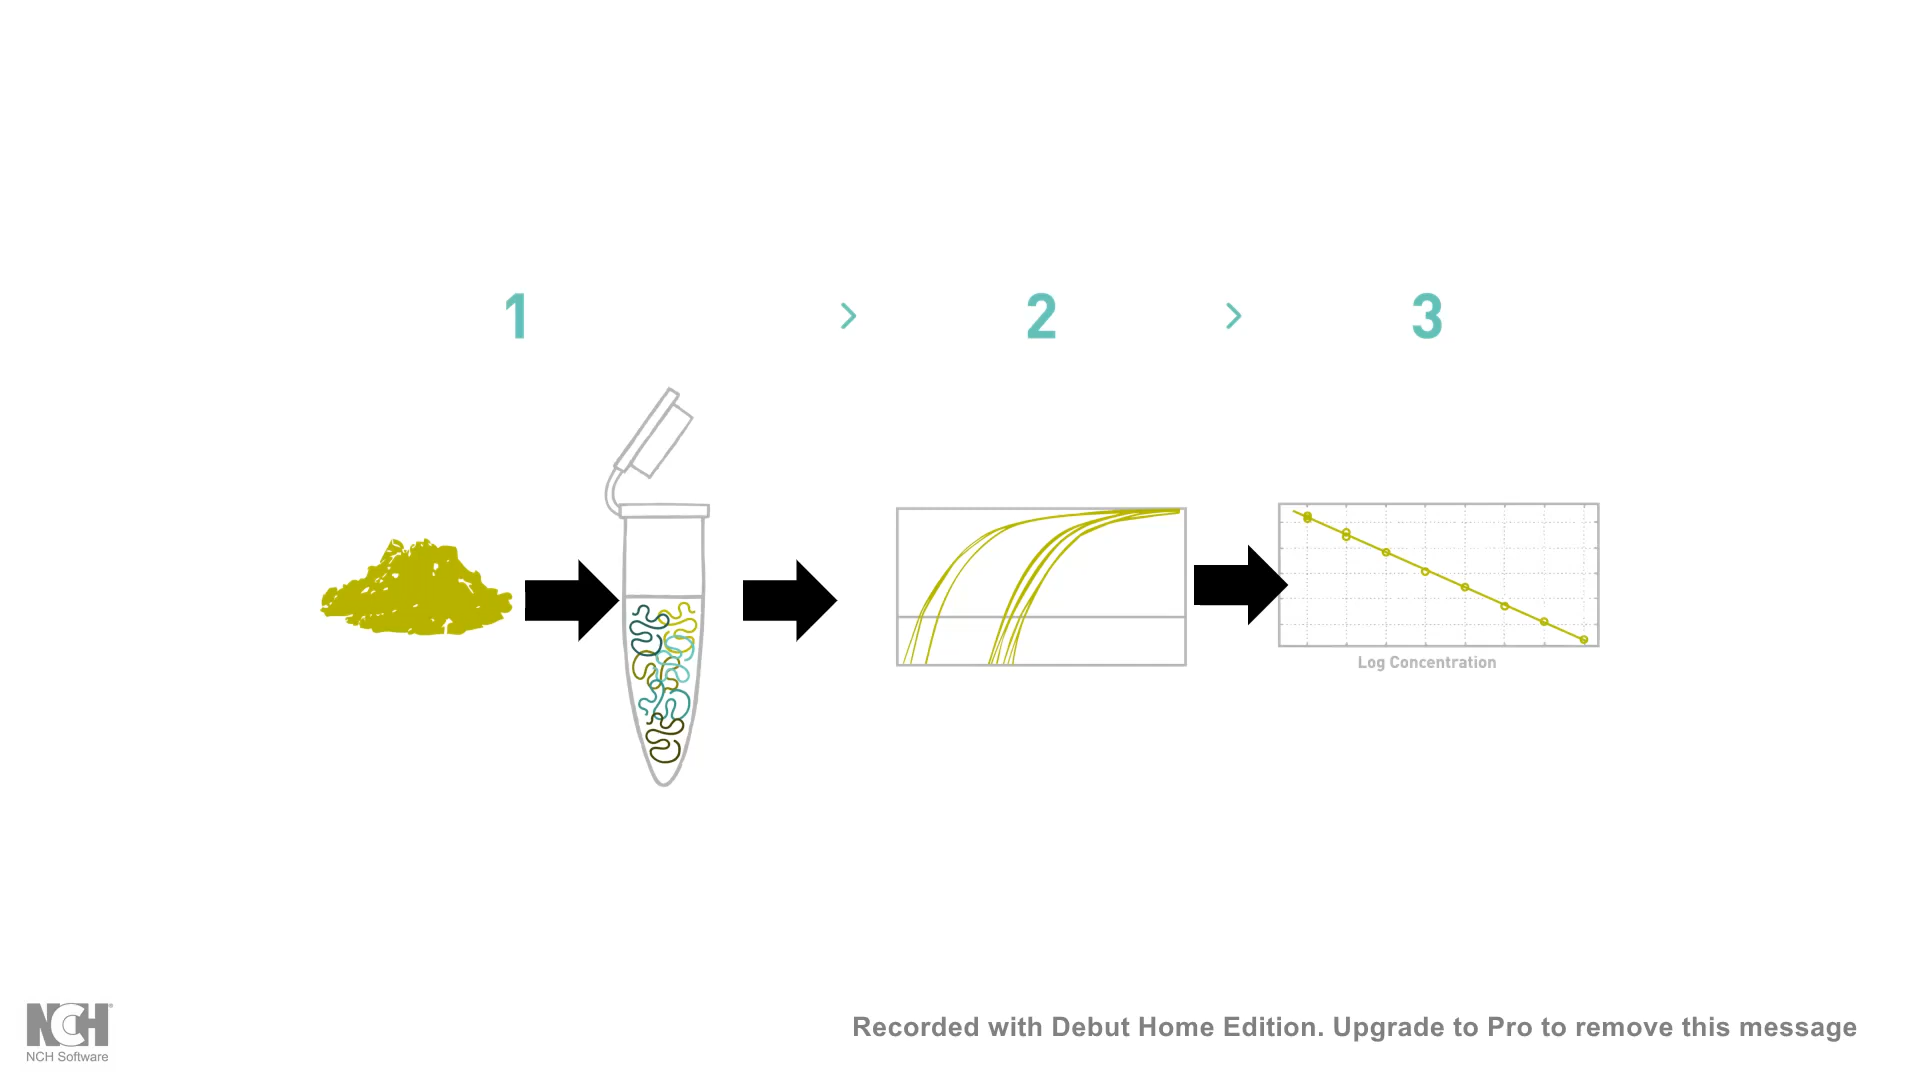 1 > 2 > 3
Log Concentration
NCH®
NCH Software
Recorded with Debut Home Edition. Upgrade to Pro to remove this message